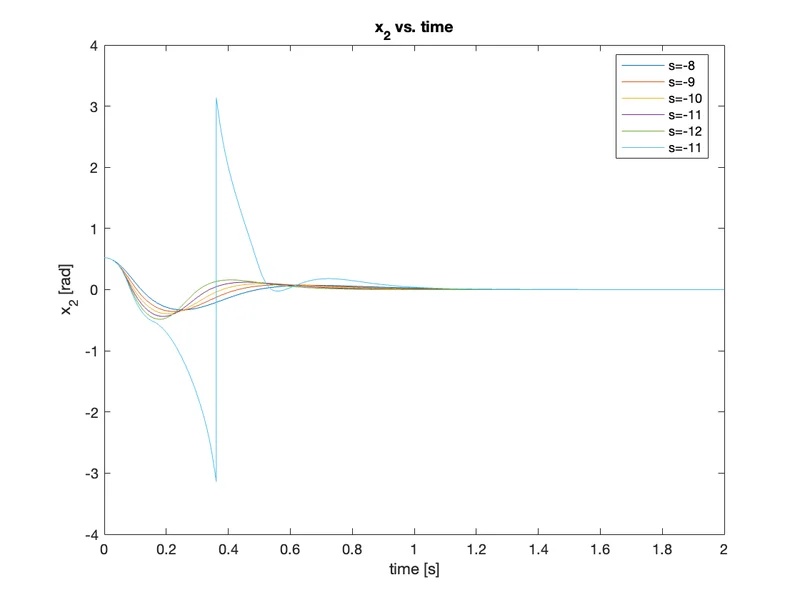 x₂ vs. time
4
3
2
1
0
-1
-2
-3
-4
x₂ [rad]
s=-8
s=-9
s=-10
s=-11
s=-12
s=-11
0 0.2 0.4 0.6 0.8 1 1.2 1.4 1.6 1.8 2
time [s]